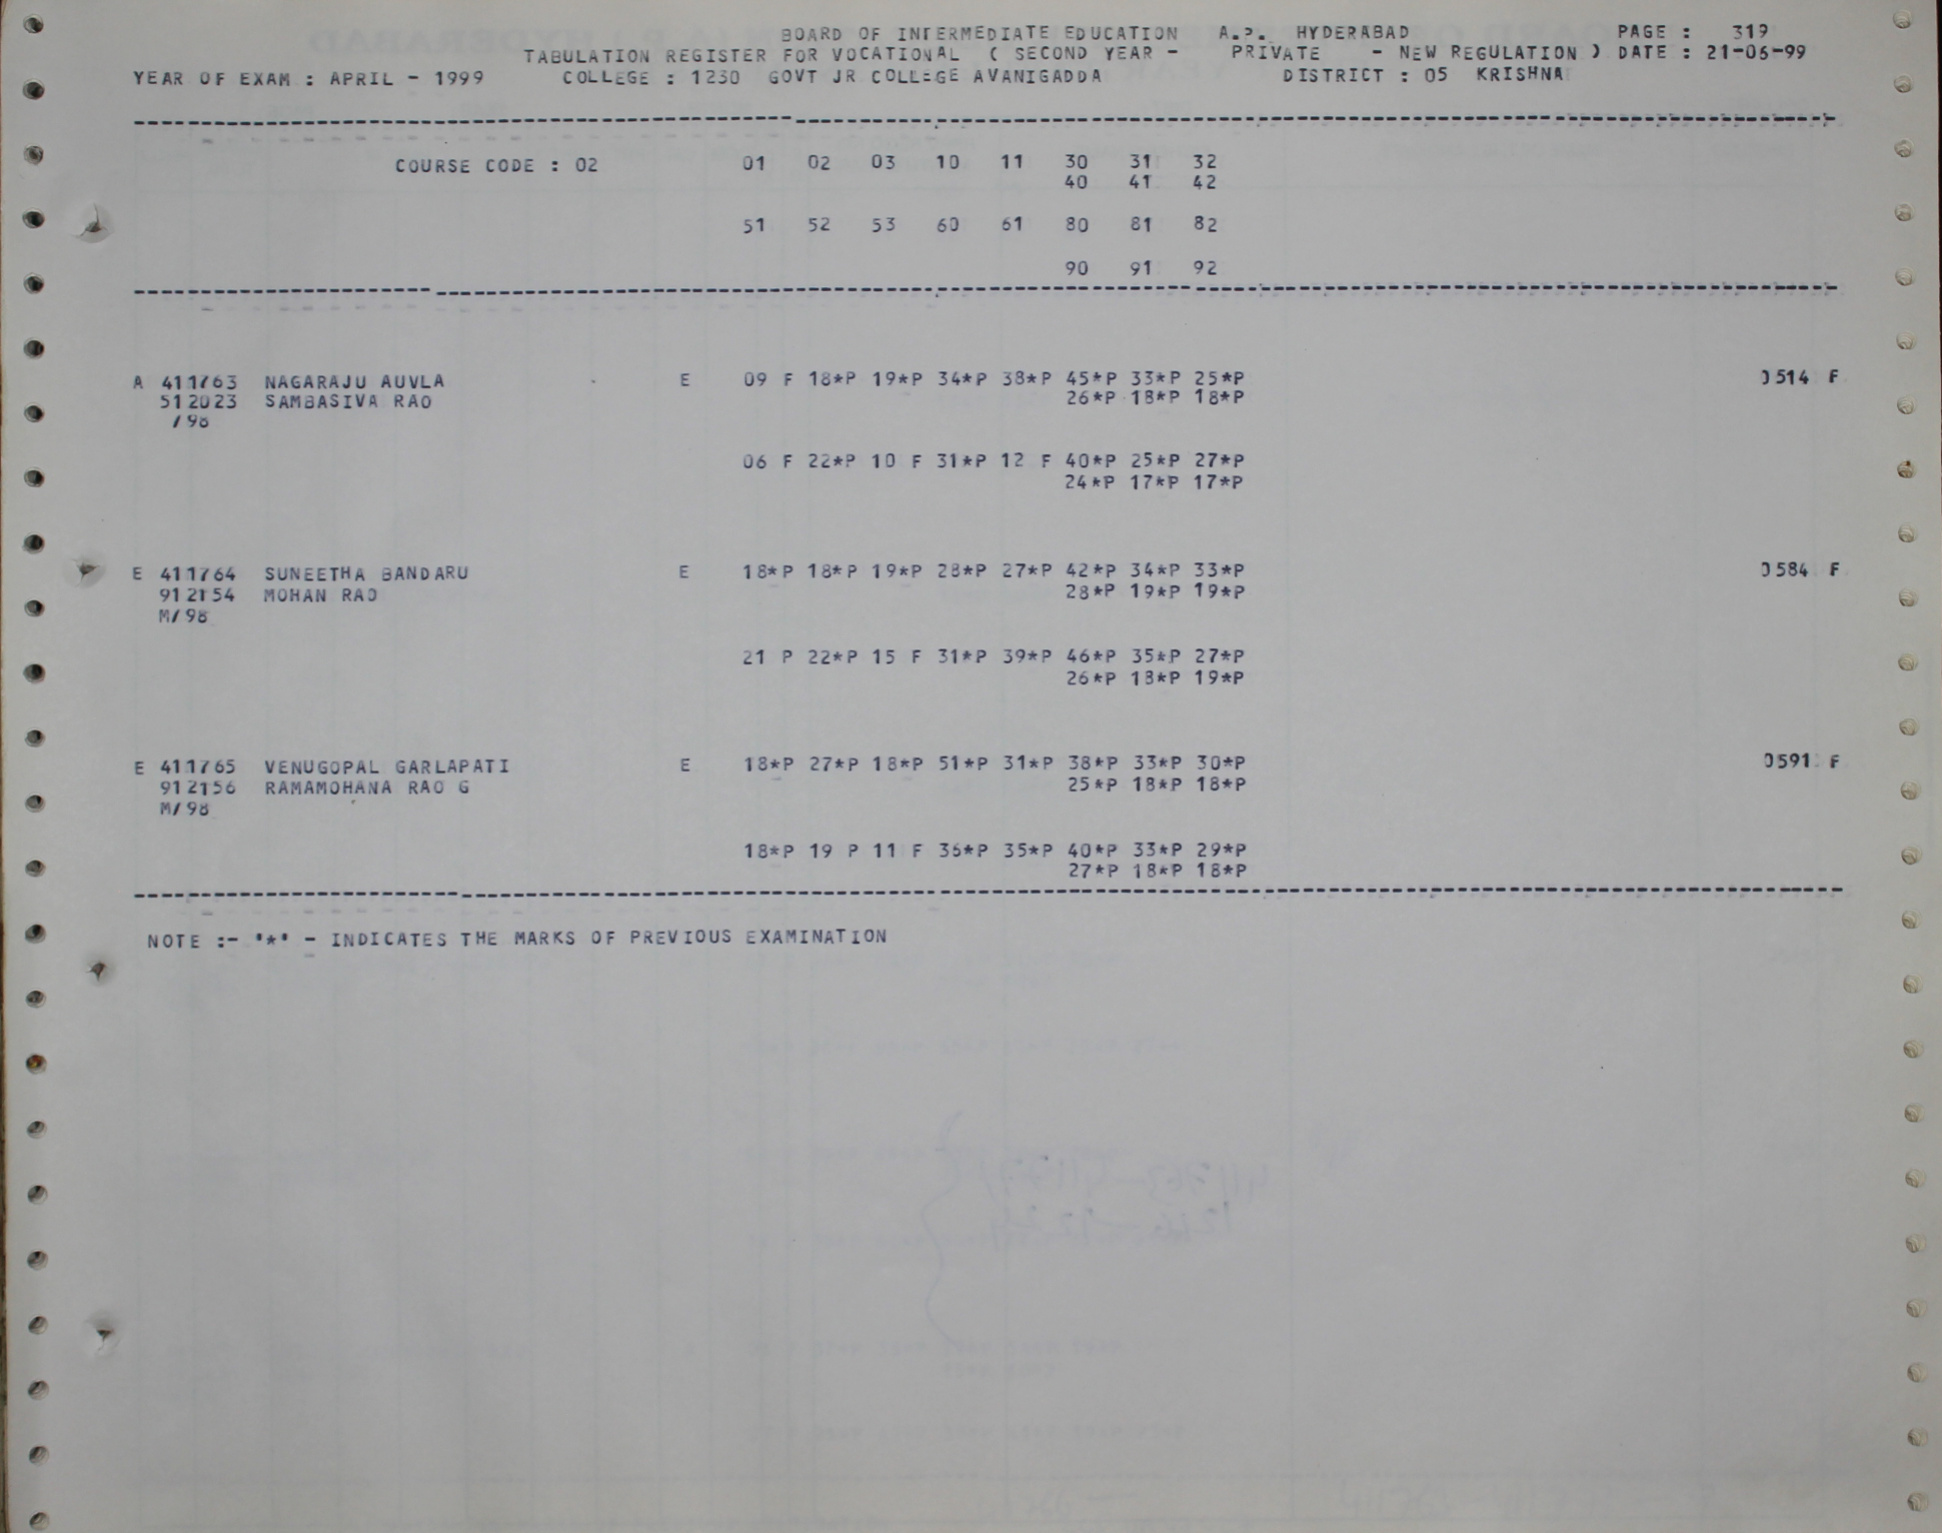 BOARD OF INTERMEDIATE EDUCATION A.P. HYDERABAD PAGE : 319
TABULATION REGISTER FOR VOCATIONAL ( SECOND YEAR - PRIVATE - NEW REGULATION ) DATE : 21-06-99
YEAR OF EXAM : APRIL - 1999 COLLEGE : 1230 GOVT JR COLLEGE AVANIGADDA DISTRICT : 05 KRISHNA
COURSE CODE : 02 01 02 03 10 11 30 31 32
40 41 42
51 52 53 60 61 80 81 82
90 91 92
A 411763 NAGARAJU AUVLA E 09 F 18*P 19*P 34*P 38*P 45*P 33*P 25*P 0514 F
512023 SAMBASIVA RAO 26*P 18*P 18*P
/98
06 F 22*P 10 F 31*P 12 F 40*P 25*P 27*P
24*P 17*P 17*P
E 411764 SUNEETHA BANDARU E 18*P 18*P 19*P 28*P 27*P 42*P 34*P 33*P 0584 F
912154 MOHAN RAO 28*P 19*P 19*P
M/98
21 P 22*P 15 F 31*P 39*P 46*P 35*P 27*P
26*P 18*P 19*P
E 411765 VENUGOPAL GARLAPATI E 18*P 27*P 18*P 51*P 31*P 38*P 33*P 30*P 0591 F
912156 RAMAMOHANA RAO G 25*P 18*P 18*P
M/98
18*P 19 P 11 F 36*P 35*P 40*P 33*P 29*P
27*P 18*P 18*P
NOTE :- '*' - INDICATES THE MARKS OF PREVIOUS EXAMINATION